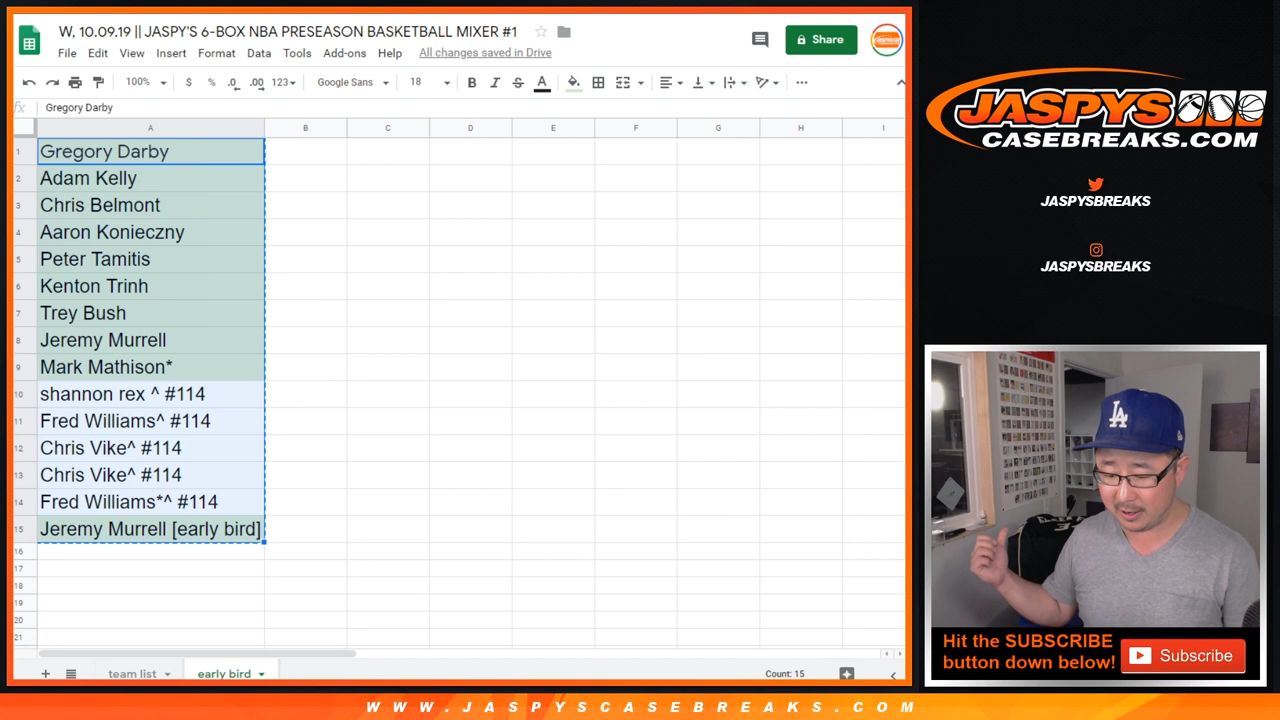 W, 10.09.19 || JASPY'S 6-BOX NBA PRESEASON BASKETBALL MIXER #1
File Edit View Insert Format Data Tools Add-ons Help All changes saved in Drive
Share
100% $ % .0 .00 123 Google Sans 18 B I S A
fx Gregory Darby
A B C D E F G H I
1 Gregory Darby
2 Adam Kelly
3 Chris Belmont
4 Aaron Konieczny
5 Peter Tamitis
6 Kenton Trinh
7 Trey Bush
8 Jeremy Murrell
9 Mark Mathison*
10 shannon rex ^ #114
11 Fred Williams^ #114
12 Chris Vike^ #114
13 Chris Vike^ #114
14 Fred Williams*^ #114
15 Jeremy Murrell [early bird]
16
17
18
19
20
21
team list early bird Count: 15
JASPYS
CASEBREAKS.COM
JASPYSBREAKS
JASPYSBREAKS
LA
Hit the SUBSCRIBE
button down below!
Subscribe
WWW.JASPYSCASEBREAKS.COM